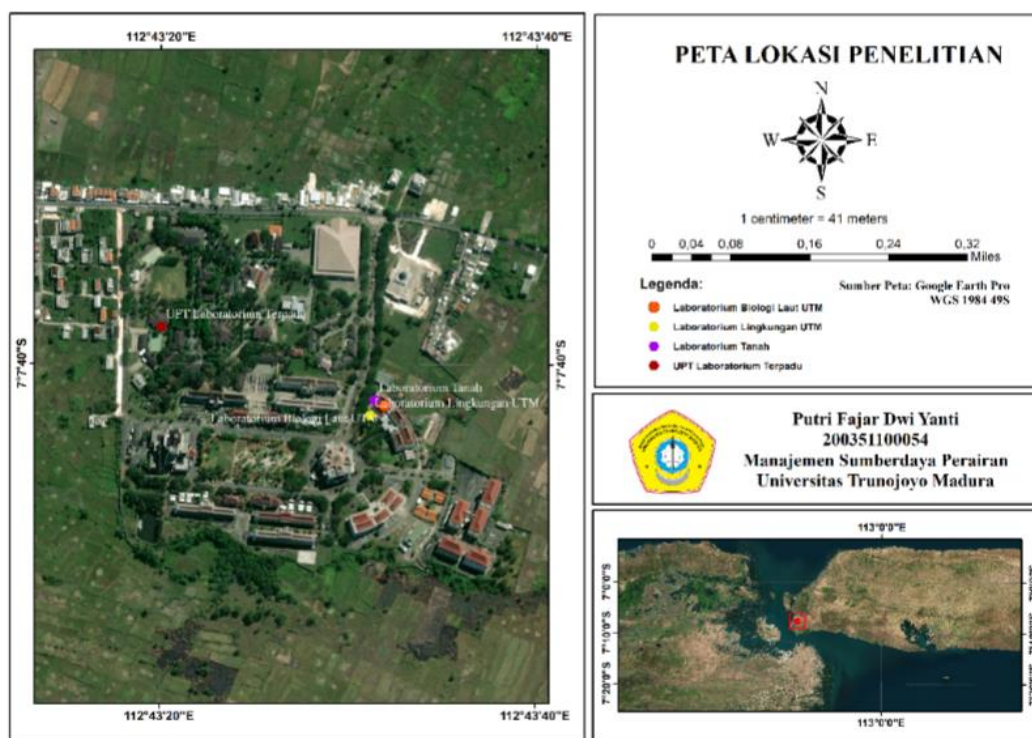 112°43'20"E
112°43'40"E
7°7'40"S
UPT Laboratorium Terpadu
Laboratorium Tanah
Laboratorium Lingkungan UTM
Laboratorium Biologi Laut UTM
7°7'40"S
112°43'20"E
112°43'40"E
PETA LOKASI PENELITIAN
N
W E
S
1 centimeter = 41 meters
0 0,04 0,08 0,16 0,24 0,32
Miles
Legenda:
Sumber Peta: Google Earth Pro
WGS 1984 49S
Laboratorium Biologi Laut UTM
Laboratorium Lingkungan UTM
Laboratorium Tanah
UPT Laboratorium Terpadu
Putri Fajar Dwi Yanti
200351100054
Manajemen Sumberdaya Perairan
Universitas Trunojoyo Madura
113°0'0"E
7°0'0"S
7°10'0"S
7°20'0"S
113°0'0"E